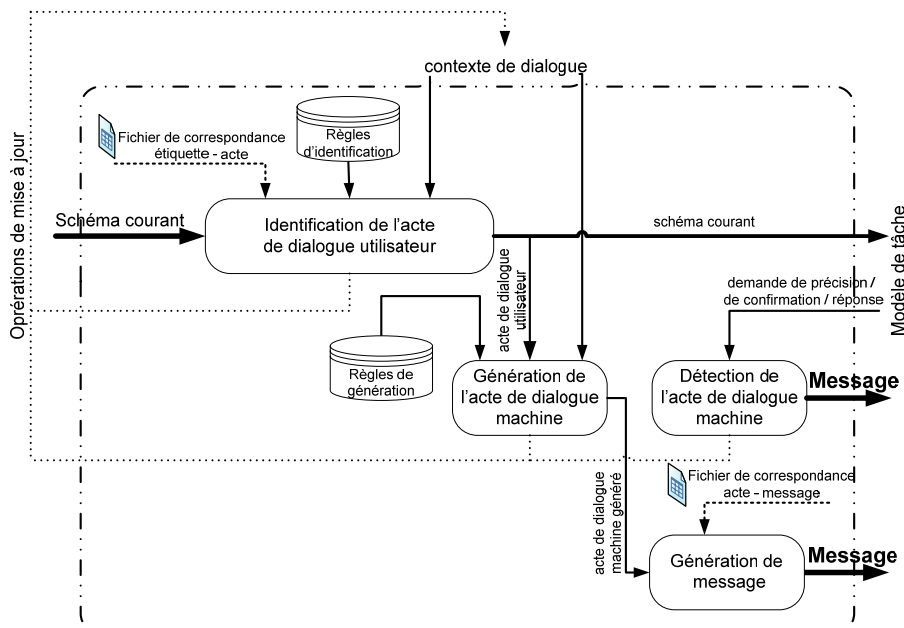 contexte de dialogue
Fichier de correspondance
étiquette - acte
Règles
d'identification
Oprérations de mise à jour
Schéma courant
Identification de l'acte
de dialogue utilisateur
schéma courant
Modèle de tâche
acte de dialogue
utilisateur
demande de précision /
de confirmation / réponse
Règles de
génération
Génération de
l'acte de dialogue
machine
Détection de
l'acte de dialogue
machine
Message
acte de dialogue
machine généré
Fichier de correspondance
acte - message
Génération de
message
Message